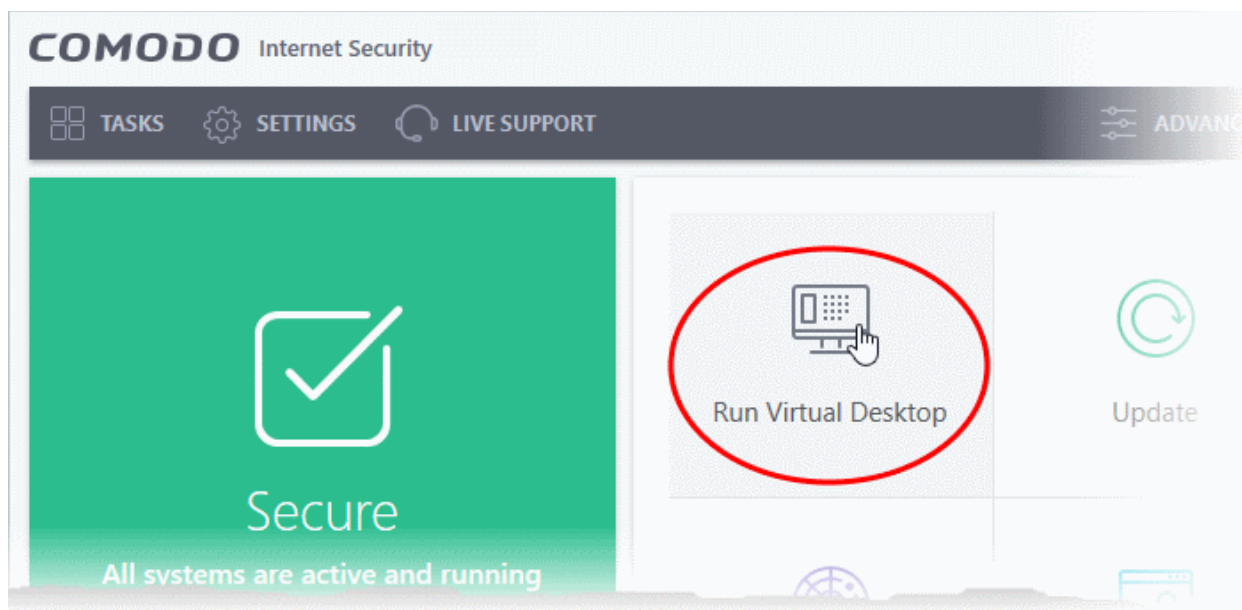 COMODO Internet Security
TASKS SETTINGS LIVE SUPPORT
Run Virtual Desktop Update
Secure
All systems are active and running